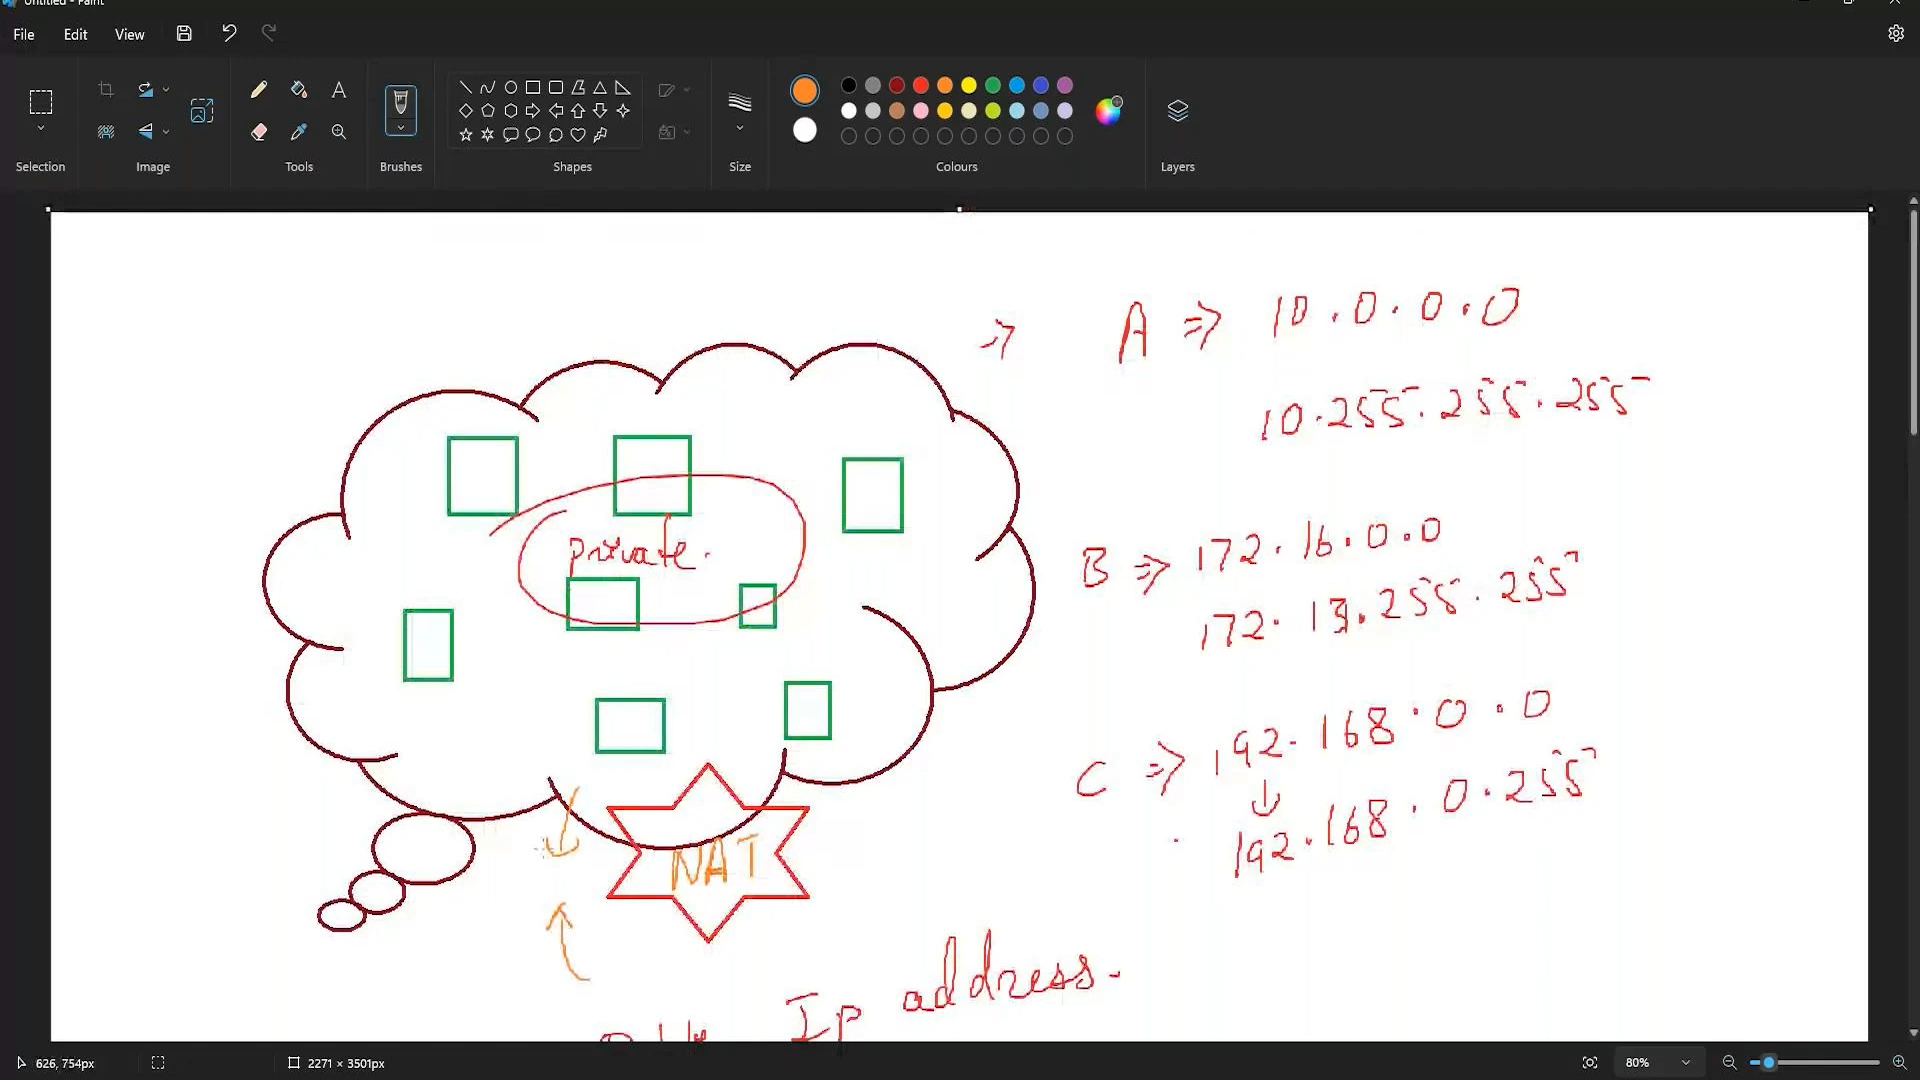 Untitled - Paint
File Edit View
Selection Image Tools Brushes Shapes Size Colours Layers
A ⇒ 10.0.0.0
10.255.255.255
private.
B ⇒ 172.16.0.0
172.
.255.255
C ⇒ 192.168.0.0
192.168.0.255
NAT
Ip address.
626, 754px
2271 × 3501px
80%